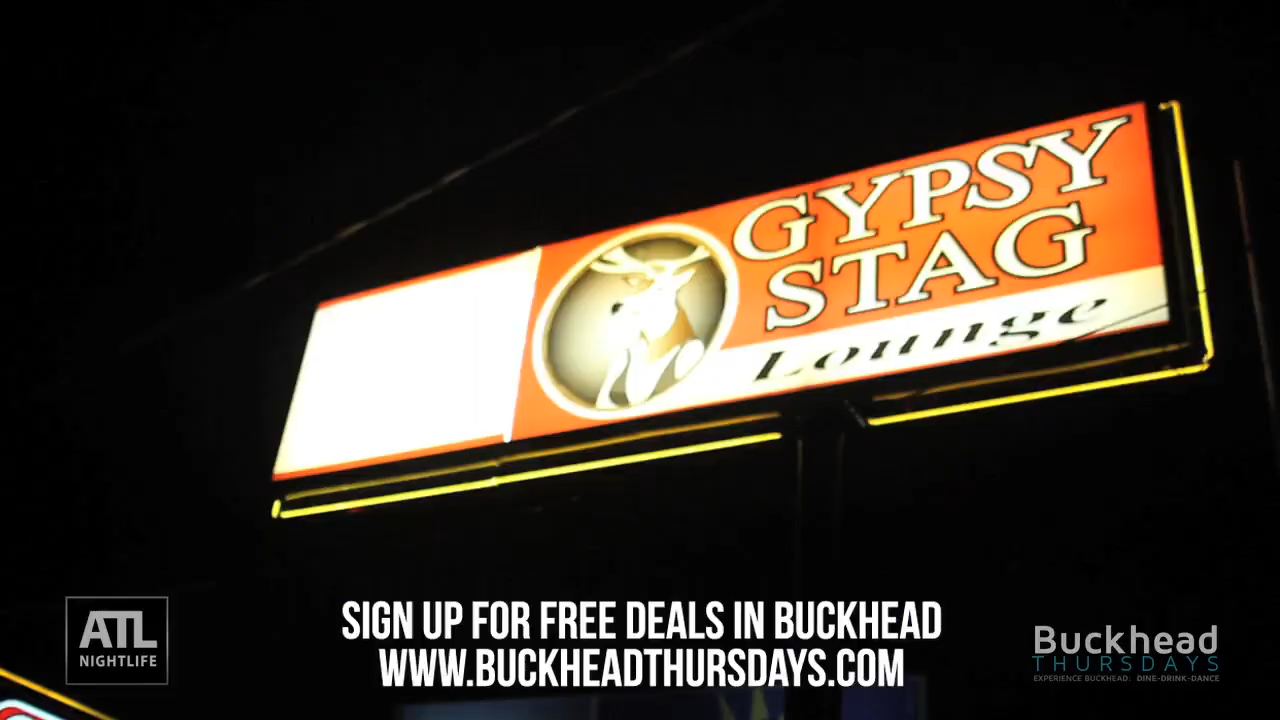 GYPSY
STAG
Lounge
SIGN UP FOR FREE DEALS IN BUCKHEAD
WWW.BUCKHEADTHURSDAYS.COM
ATL
NIGHTLIFE
Buckhead
THURSDAYS
EXPERIENCE BUCKHEAD: DINE-DRINK-DANCE